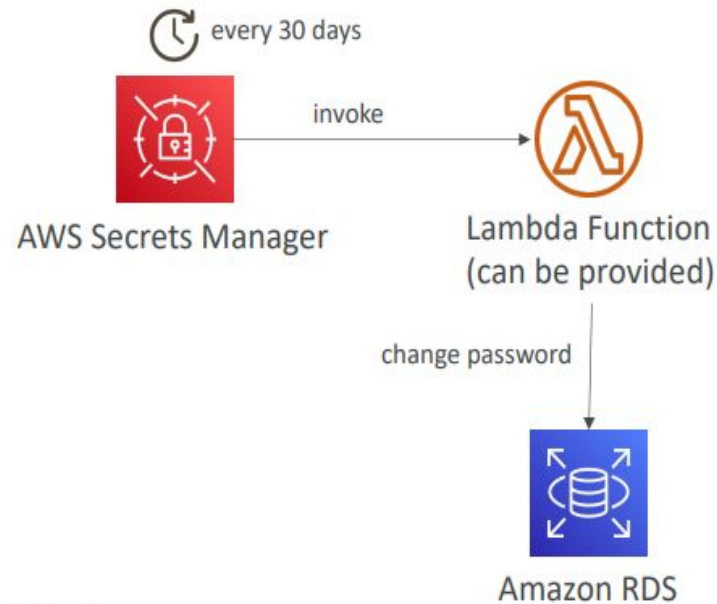 every 30 days
invoke
AWS Secrets Manager
Lambda Function
(can be provided)
change password
Amazon RDS